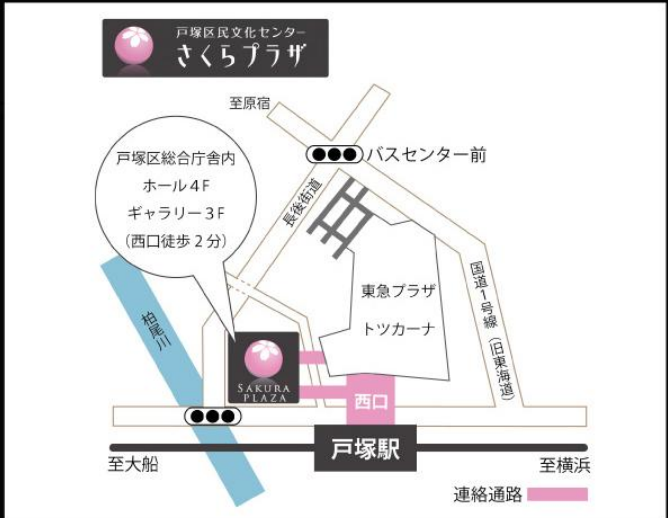 戸塚区民文化センター
さくらプラザ
至原宿
バスセンター前
戸塚区総合庁舎内
ホール4F
ギャラリー3F
(西口徒歩2分)
長後街道
東急プラザ
トツカーナ
国道1号線(旧東海道)
柏尾川
SAKURA
PLAZA
西口
戸塚駅
至大船
至横浜
連絡通路